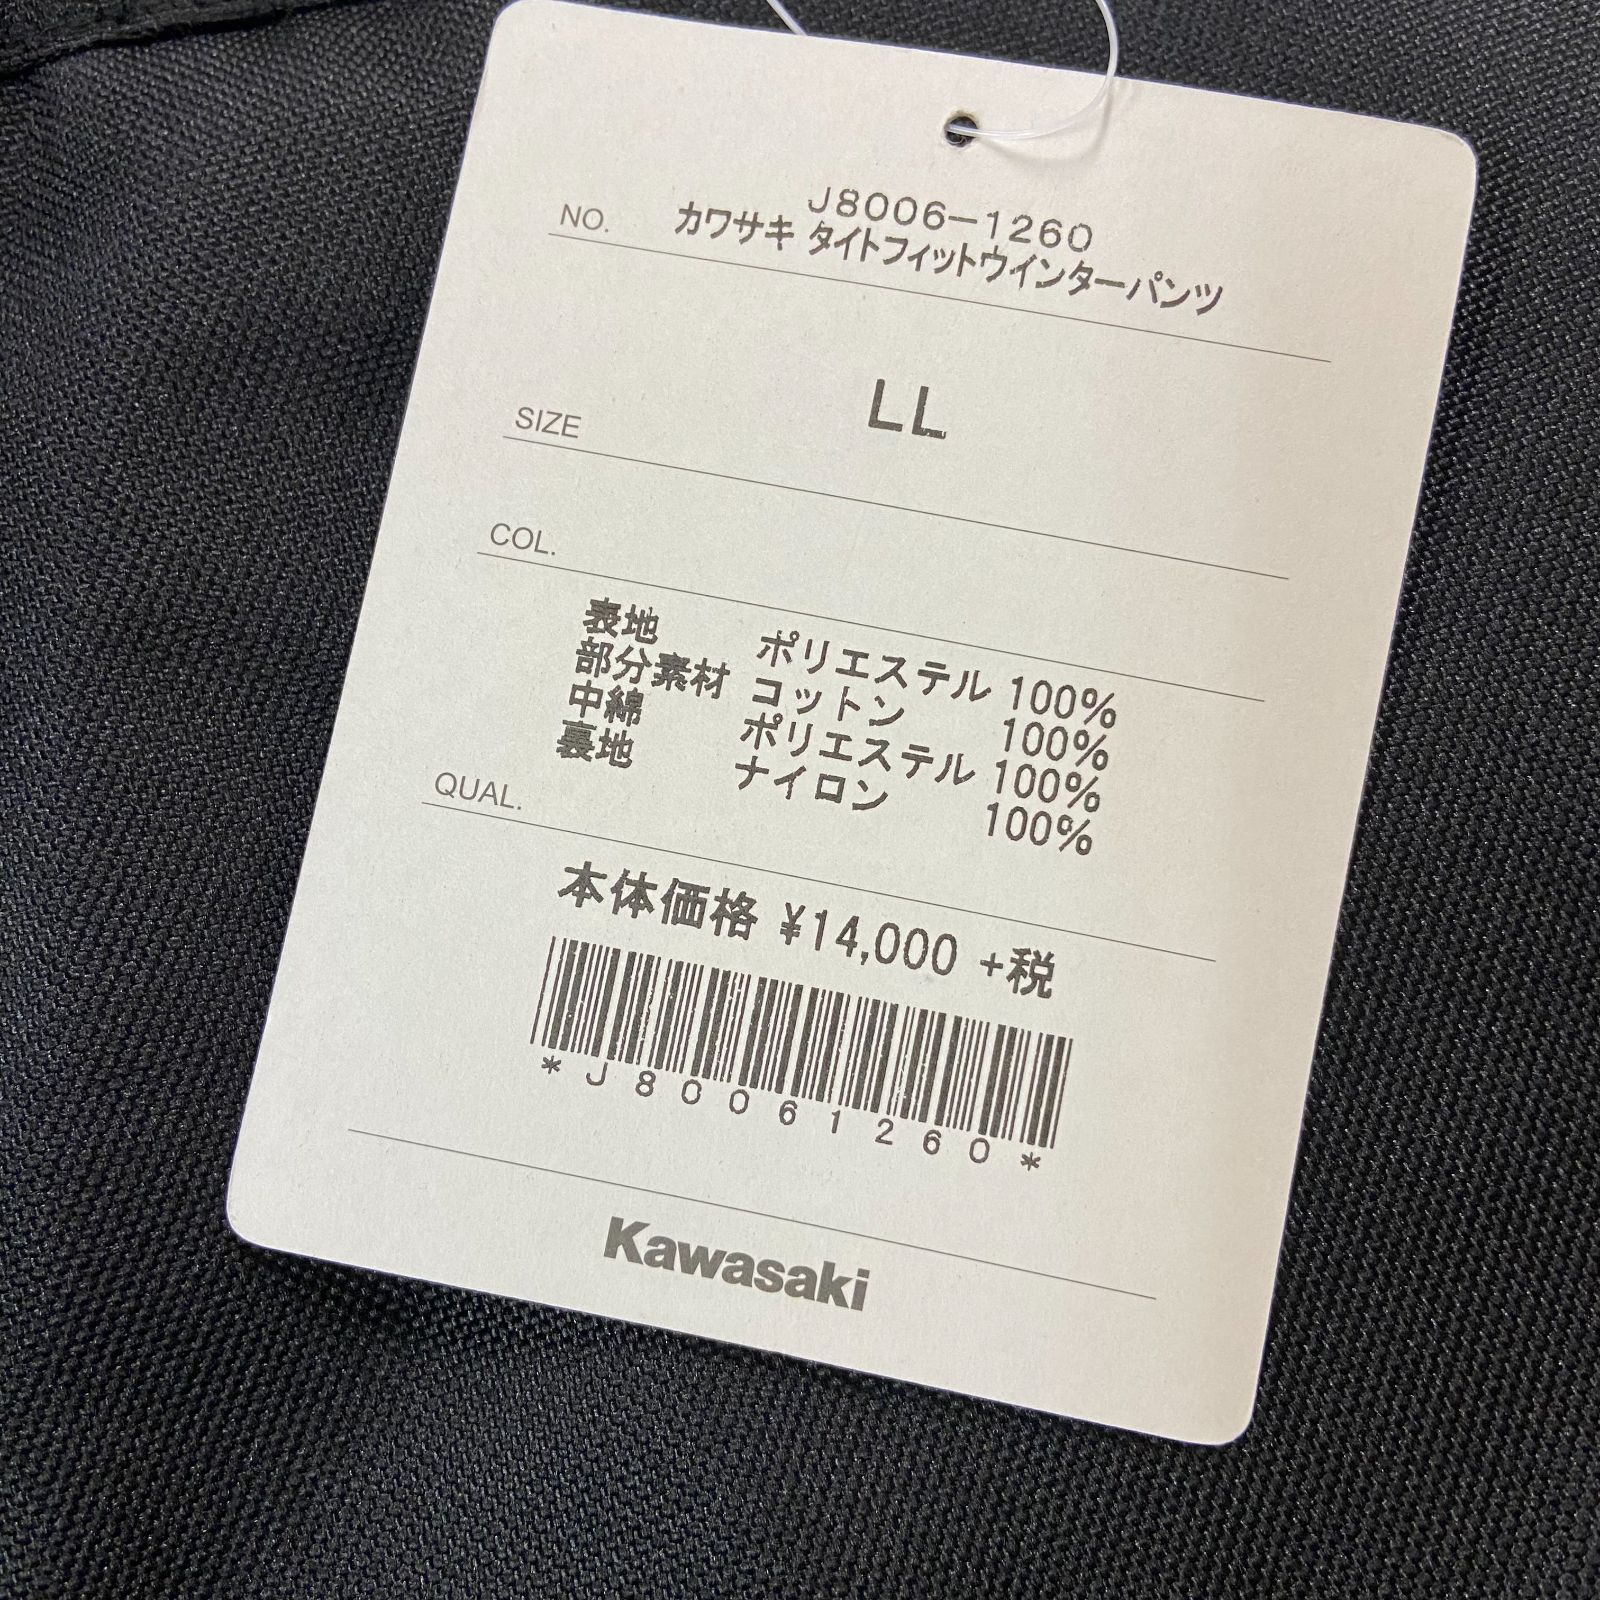 J8006-1260
NO. カワサキ タイトフィットウインターパンツ
SIZE LL
COL.
表地 ポリエステル 100%
部分素材 コットン 100%
中綿 ポリエステル 100%
裏地 ナイロン 100%
QUAL.
本体価格 ¥14,000 +税
*J80061260*
Kawasaki